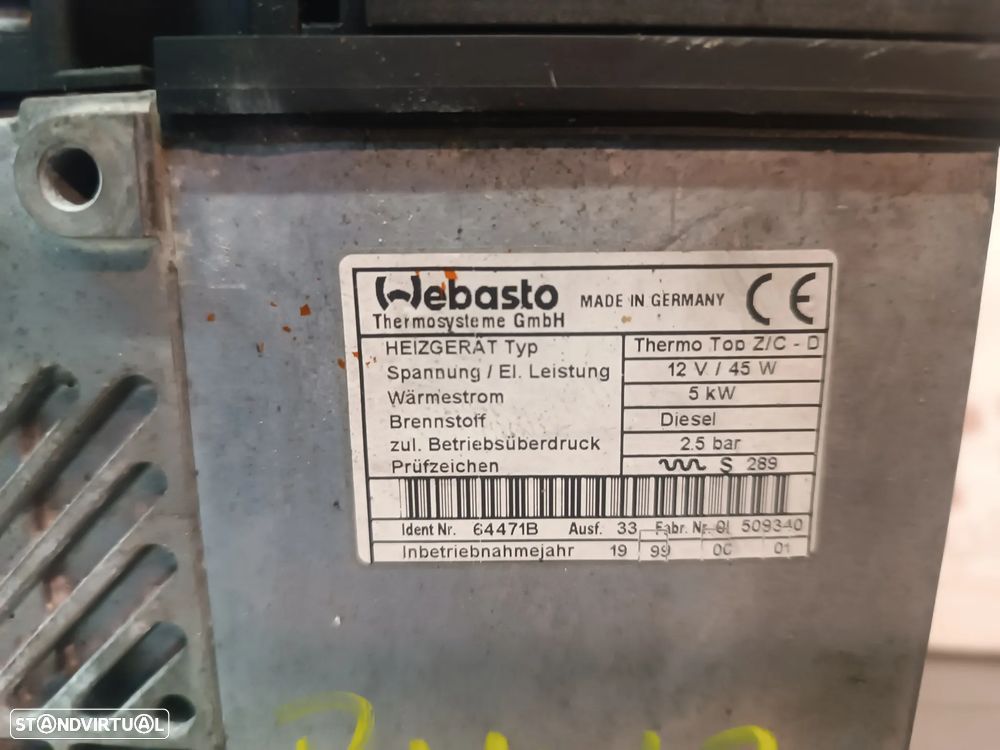 Webasto
Thermosysteme GmbH
MADE IN GERMANY
CE
HEIZGERÄT Typ Thermo Top Z/C - D
Spannung / El. Leistung 12 V / 45 W
Wärmestrom 5 kW
Brennstoff Diesel
zul. Betriebsüberdruck 2.5 bar
Prüfzeichen S 289
Ident Nr. 64471B Ausf. 33 Fabr. Nr. 509340
Inbetriebnahmejahr 19 99 00 01
STANDVIRTUAL